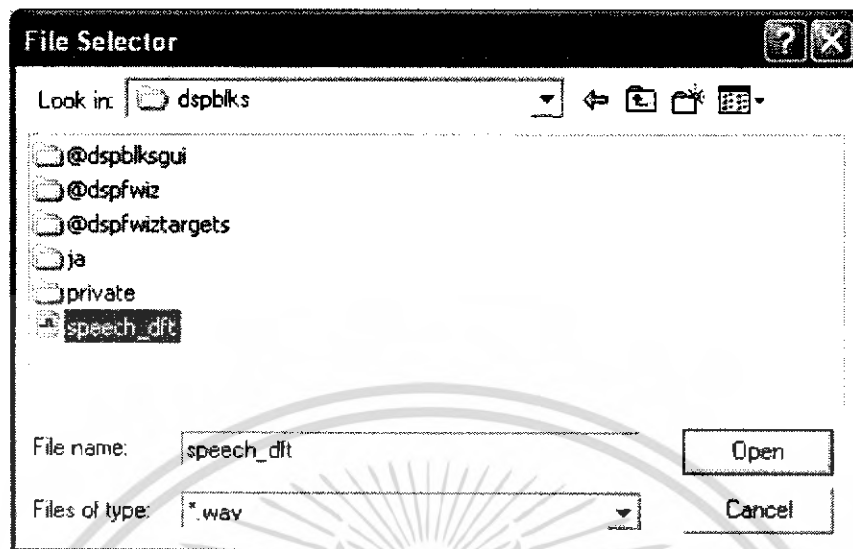 File Selector
Look in: dspblks
@dspblksgui
@dspfwiz
@dspfwiztargets
ja
private
speech_dft
File name: speech_dft Open
Files of type: *.wav Cancel